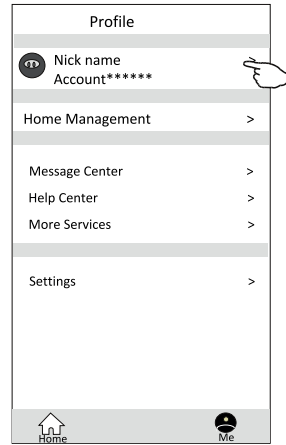 Profile
Nick name
Account******
Home Management >
Message Center >
Help Center >
More Services >
Settings >
Home
Me